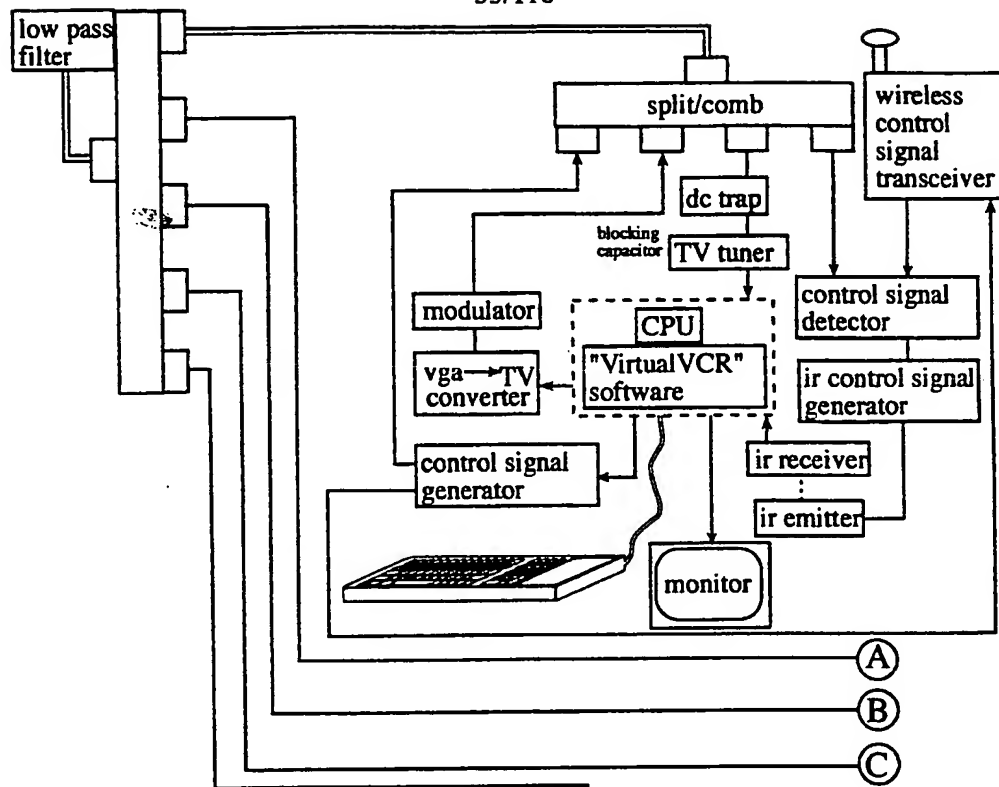 low pass
filter
split/comb
wireless
control
signal
transceiver
dc trap
blocking
capacitor
TV tuner
modulator
CPU
control signal
detector
vga→TV
converter
"VirtualVCR"
software
ir control signal
generator
control signal
generator
ir receiver
ir emitter
monitor
A
B
C